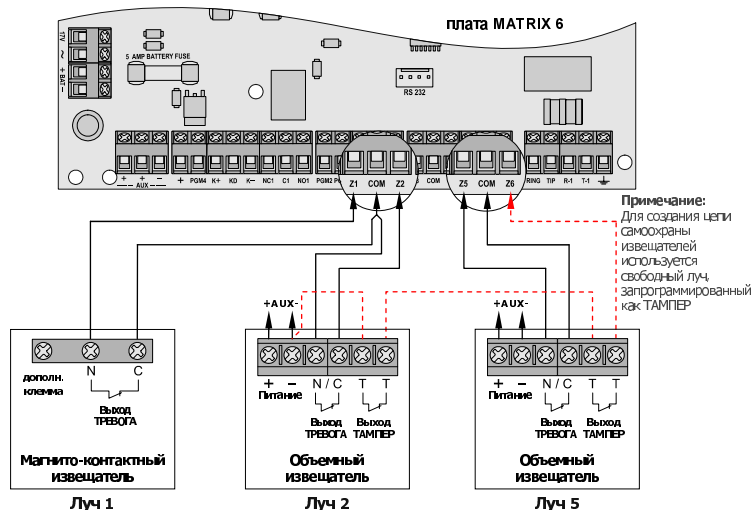 плата MATRIX 6
17V
~
+ BAT –
5 AMP BATTERY FUSE
RS 232
+ + –
AUX
+ PGM4 K+ KD K– NC1 C1 NO1 PGM2
COM
RING TIP R-1 T-1
Z1 COM Z2
Z5 COM Z6
Примечание:
Для создания цепи
самоохраны
извещателей
используется
свободный луч,
запрограммированный
как ТАМПЕР
+AUX-
+AUX-
дополн.
клемма
N C
Выход
ТРЕВОГА
Магнито-контактный
извещатель
Луч 1
+ – N / C T T
Питание
Выход
ТРЕВОГА
Выход
ТАМПЕР
Объемный
извещатель
Луч 2
+ – N / C T T
Питание
Выход
ТРЕВОГА
Выход
ТАМПЕР
Объемный
извещатель
Луч 5